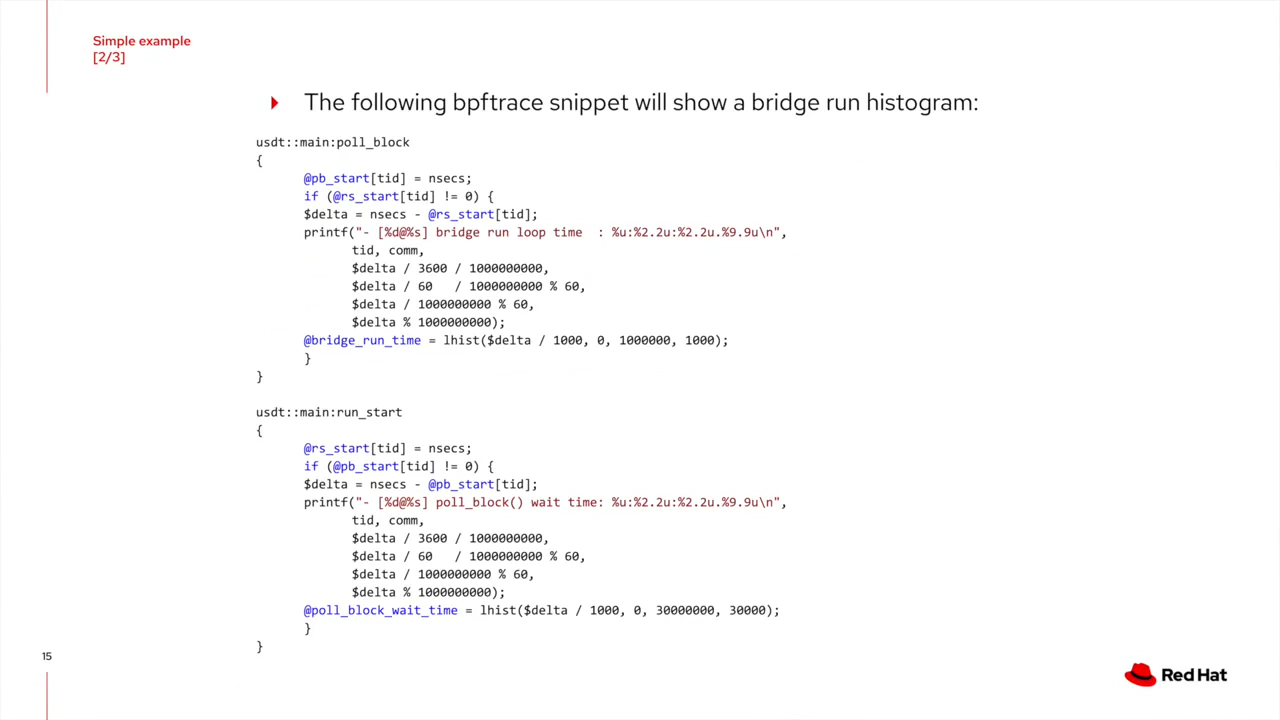 Simple example
[2/3]
The following bpftrace snippet will show a bridge run histogram:
usdt::main:poll_block
{
@pb_start[tid] = nsecs;
if (@rs_start[tid] != 0) {
$delta = nsecs - @rs_start[tid];
printf("- [%d@%s] bridge run loop time  : %u:%2.2u:%2.2u.%9.9u\n",
tid, comm,
$delta / 3600 / 1000000000,
$delta / 60   / 1000000000 % 60,
$delta / 1000000000 % 60,
$delta % 1000000000);
@bridge_run_time = lhist($delta / 1000, 0, 1000000, 1000);
}
}
usdt::main:run_start
{
@rs_start[tid] = nsecs;
if (@pb_start[tid] != 0) {
$delta = nsecs - @pb_start[tid];
printf("- [%d@%s] poll_block() wait time: %u:%2.2u:%2.2u.%9.9u\n",
tid, comm,
$delta / 3600 / 1000000000,
$delta / 60   / 1000000000 % 60,
$delta / 1000000000 % 60,
$delta % 1000000000);
@poll_block_wait_time = lhist($delta / 1000, 0, 30000000, 30000);
}
}
15
Red Hat